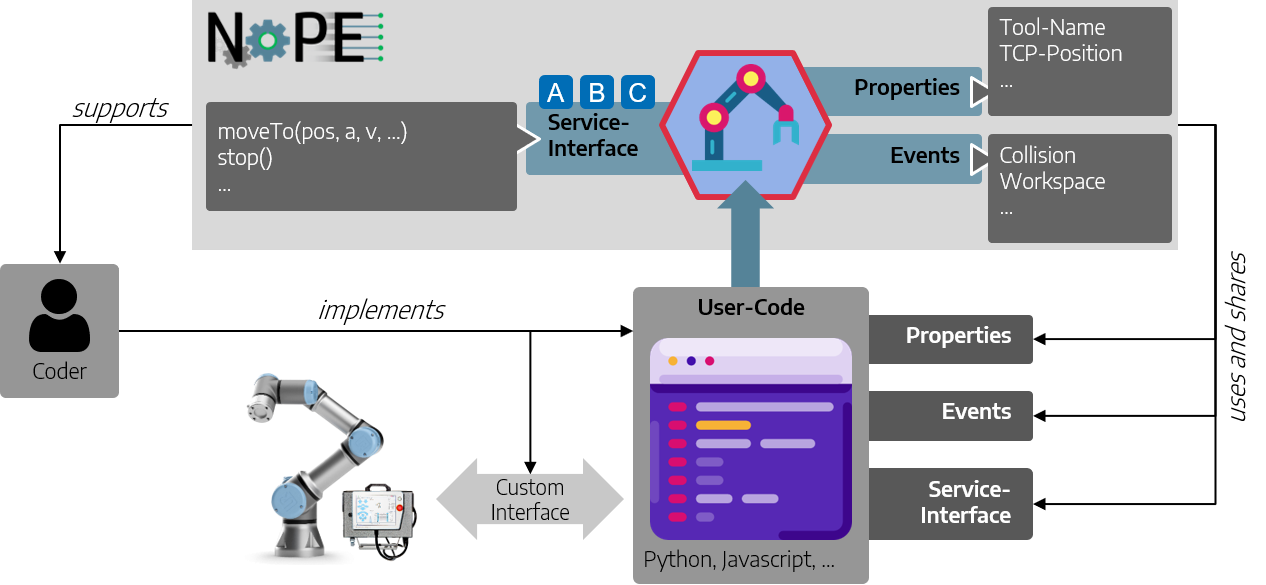 NoPE
Tool-Name
TCP-Position
...
supports
A B C
Properties
moveTo(pos, a, v, ...)
stop()
...
Service-
Interface
Events
Collision
Workspace
...
uses and shares
implements
Coder
User-Code
Properties
Events
Custom
Interface
Service-
Interface
Python, Javascript, ...